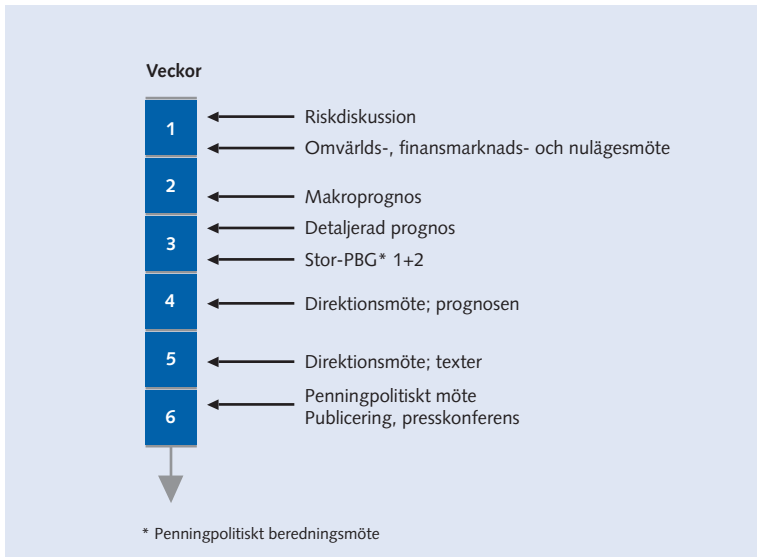 Veckor
1
Riskdiskussion
Omvärlds-, finansmarknads- och nulägesmöte
2
Makroprognos
Detaljerad prognos
3
Stor-PBG* 1+2
4
Direktionsmöte; prognosen
5
Direktionsmöte; texter
Penningpolitiskt möte
6
Publicering, presskonferens
* Penningpolitiskt beredningsmöte